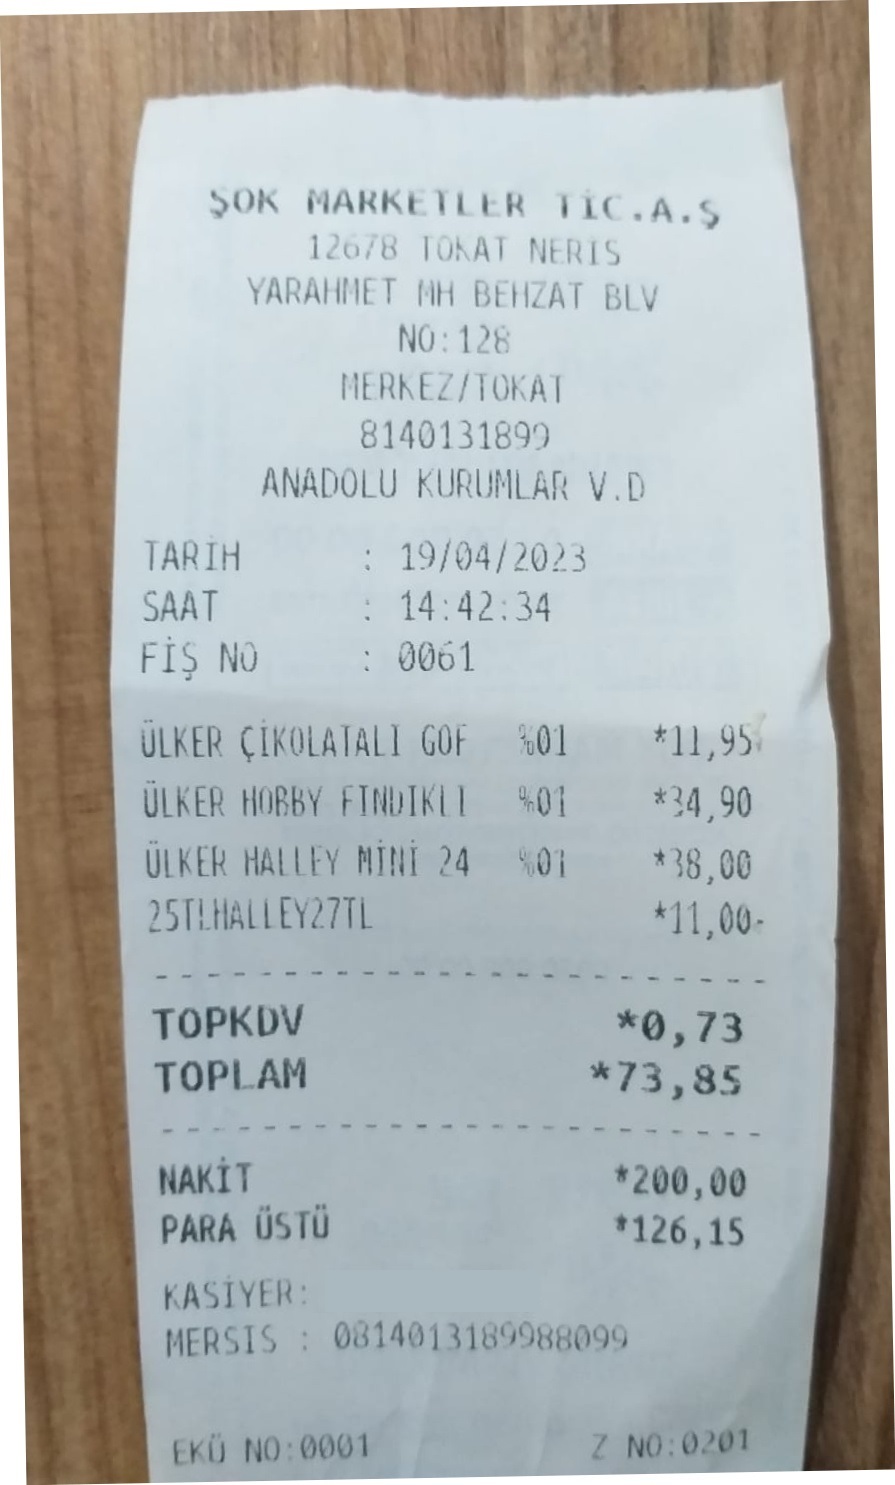 ŞOK MARKETLER TİC.A.Ş
12678 TOKAT NERIS
YARAHMET MH BEHZAT BLV
NO:128
MERKEZ/TOKAT
8140131899
ANADOLU KURUMLAR V.D
TARİH : 19/04/2023
SAAT : 14:42:34
FİŞ NO : 0061
ÜLKER ÇİKOLATALI GOF %01 *11,95
ÜLKER HOBBY FINDIKLI %01 *34,90
ÜLKER HALLEY MİNİ 24 %01 *38,00
25TLHALLEY27TL *11,00-
TOPKDV *0,73
TOPLAM *73,85
NAKİT *200,00
PARA ÜSTÜ *126,15
KASİYER:
MERSIS : 0814013189988099
EKÜ NO:0001 Z NO:0201